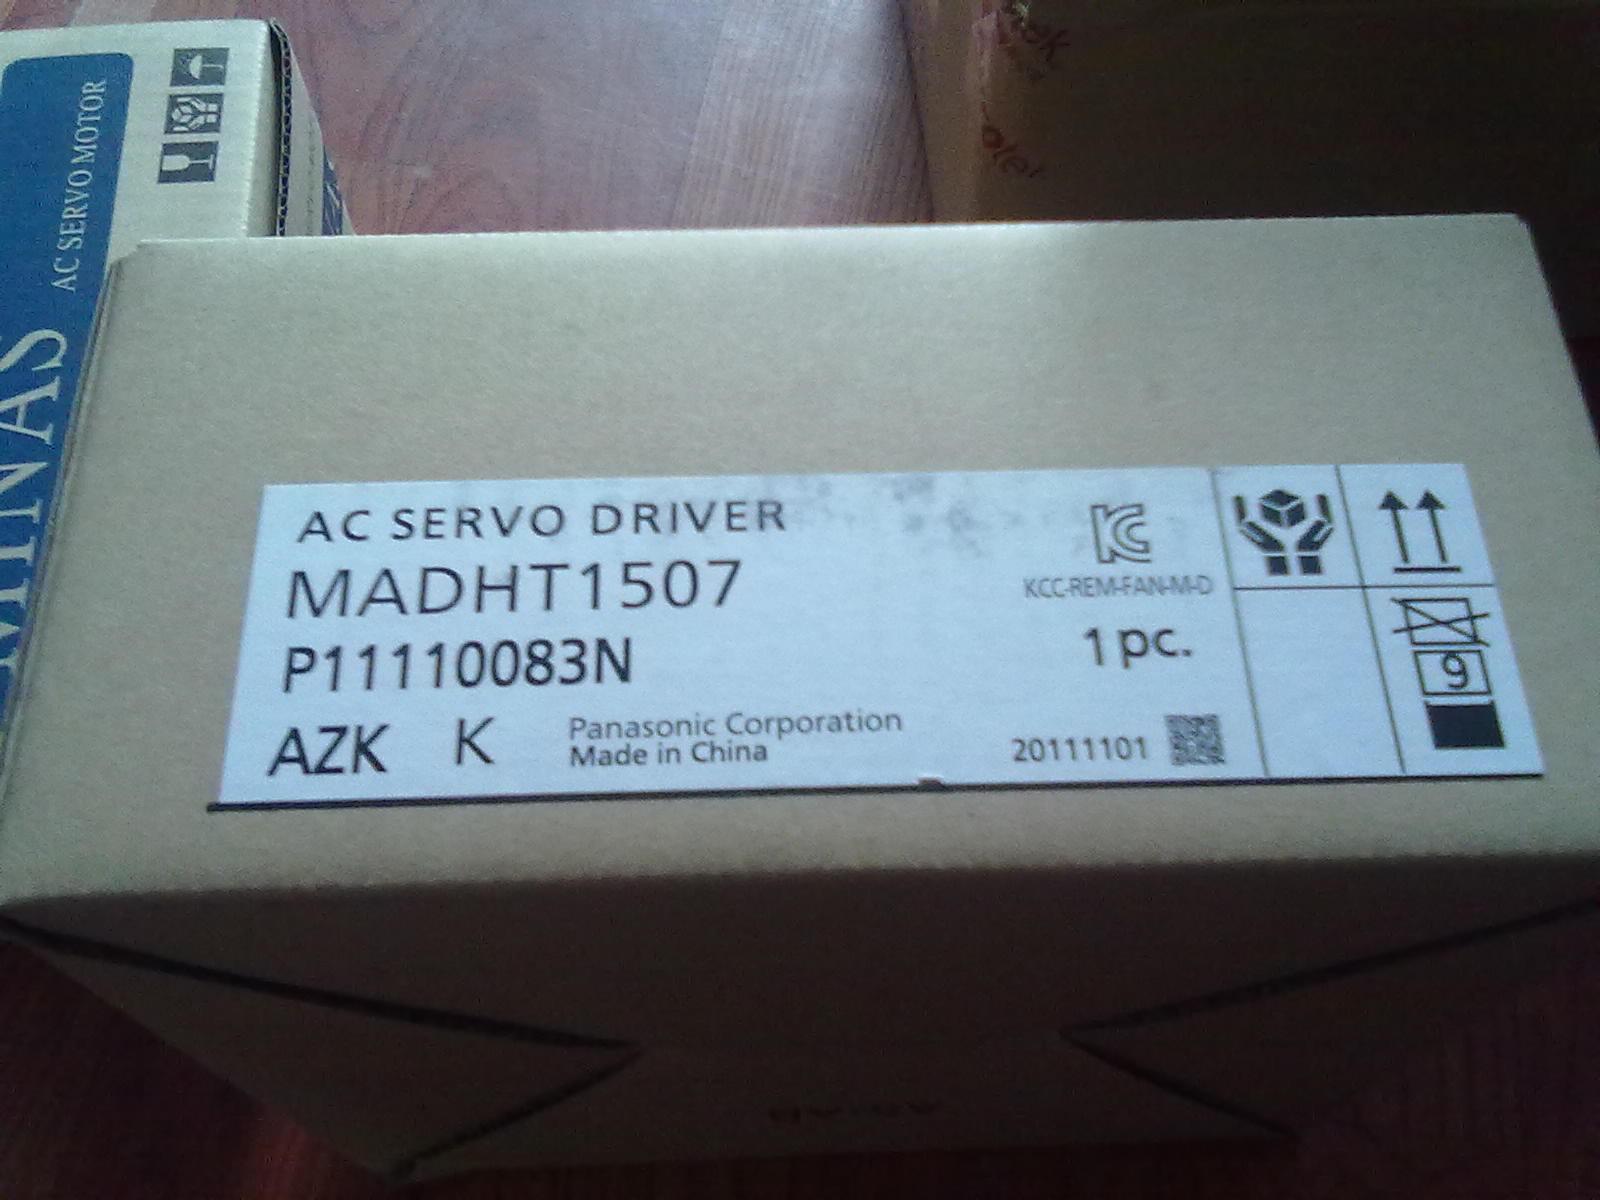 AC SERVO MOTOR
MINAS
AC SERVO DRIVER
MADHT1507
P11110083N
AZK K
Panasonic Corporation
Made in China
KC
KCC-REM-FAN-M-D
1 pc.
20111101
9